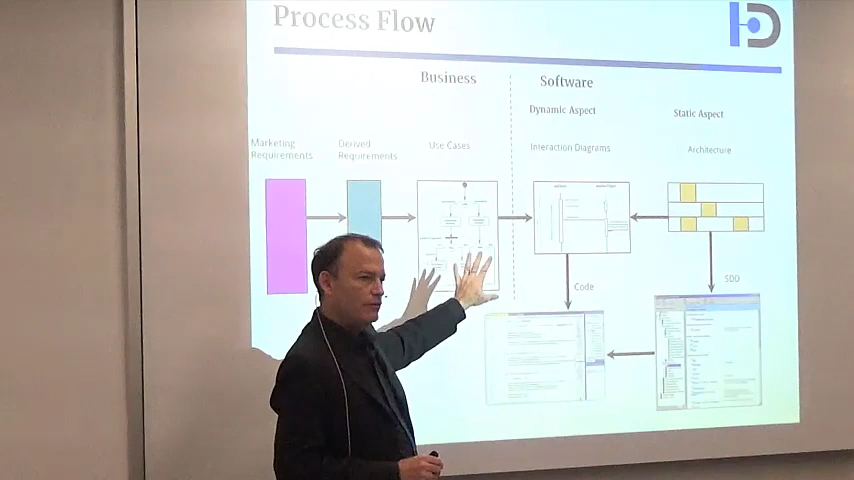 Process Flow
Business
Software
Dynamic Aspect
Static Aspect
Marketing
Requirements
Derived
Requirements
Use Cases
Interaction Diagrams
Architecture
Code
SDD